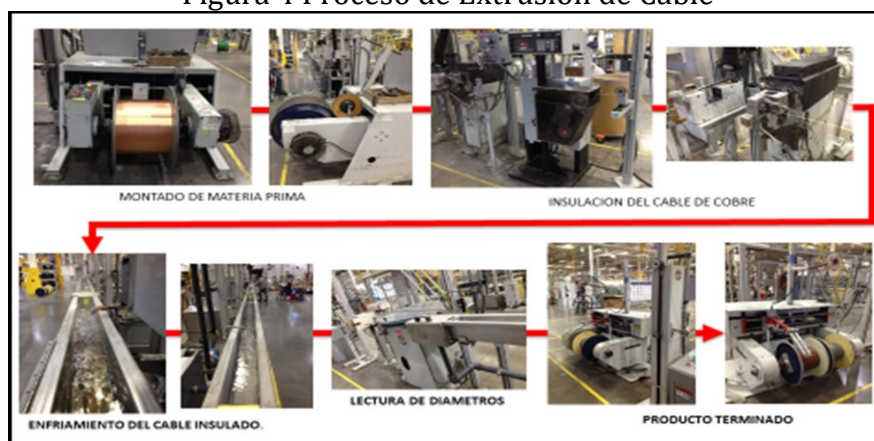 Figura 4 Proceso de Extrusión de Cable
MONTADO DE MATERIA PRIMA
INSULACION DEL CABLE DE COBRE
ENFRIAMIENTO DEL CABLE INSULADO.
LECTURA DE DIAMETROS
PRODUCTO TERMINADO